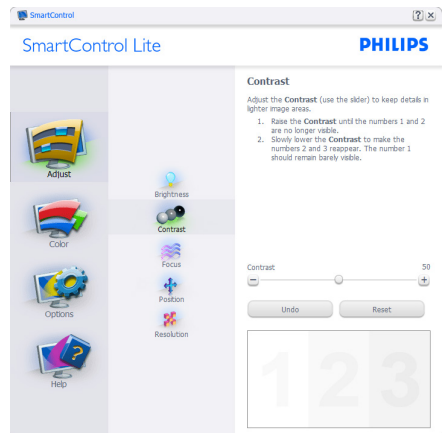 SmartControl
SmartControl Lite
PHILIPS
Adjust
Color
Options
Help
Brightness
Contrast
Focus
Position
Resolution
Contrast
Adjust the Contrast (use the slider) to keep details in
lighter image areas.
1. Raise the Contrast until the numbers 1 and 2
are no longer visible.
2. Slowly lower the Contrast to make the
numbers 2 and 3 reappear. The number 1
should remain barely visible.
Contrast 50
Undo Reset
1 2 3